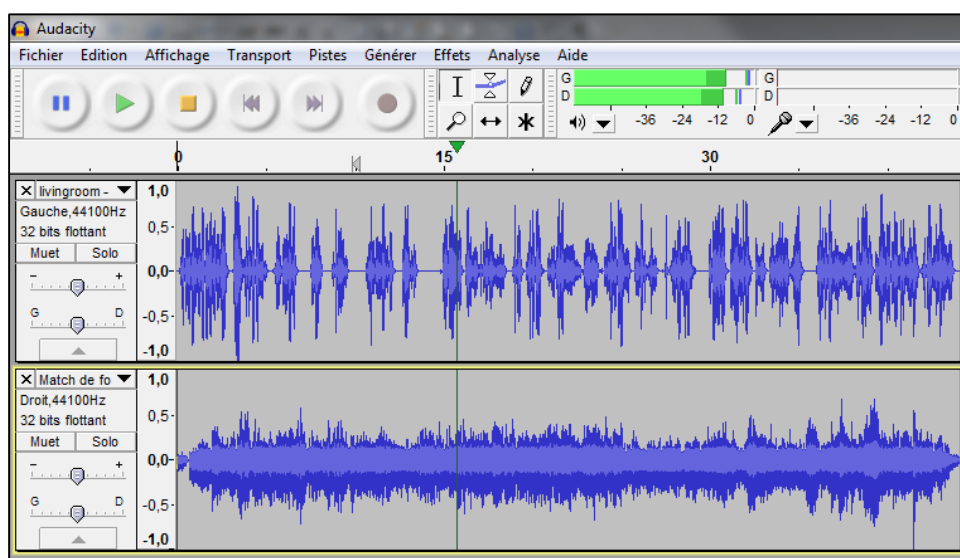 Audacity
Fichier Edition Affichage Transport Pistes Générer Effets Analyse Aide
G
D
-36 -24 -12 0
G
D
-36 -24 -12 0
0 15 30
livingroom -
Gauche,44100Hz
32 bits flottant
Muet Solo
- +
G D
1,0
0,5-
0,0-
-0,5-
-1,0
Match de fo
Droit,44100Hz
32 bits flottant
Muet Solo
- +
G D
1,0
0,5-
0,0-
-0,5-
-1,0